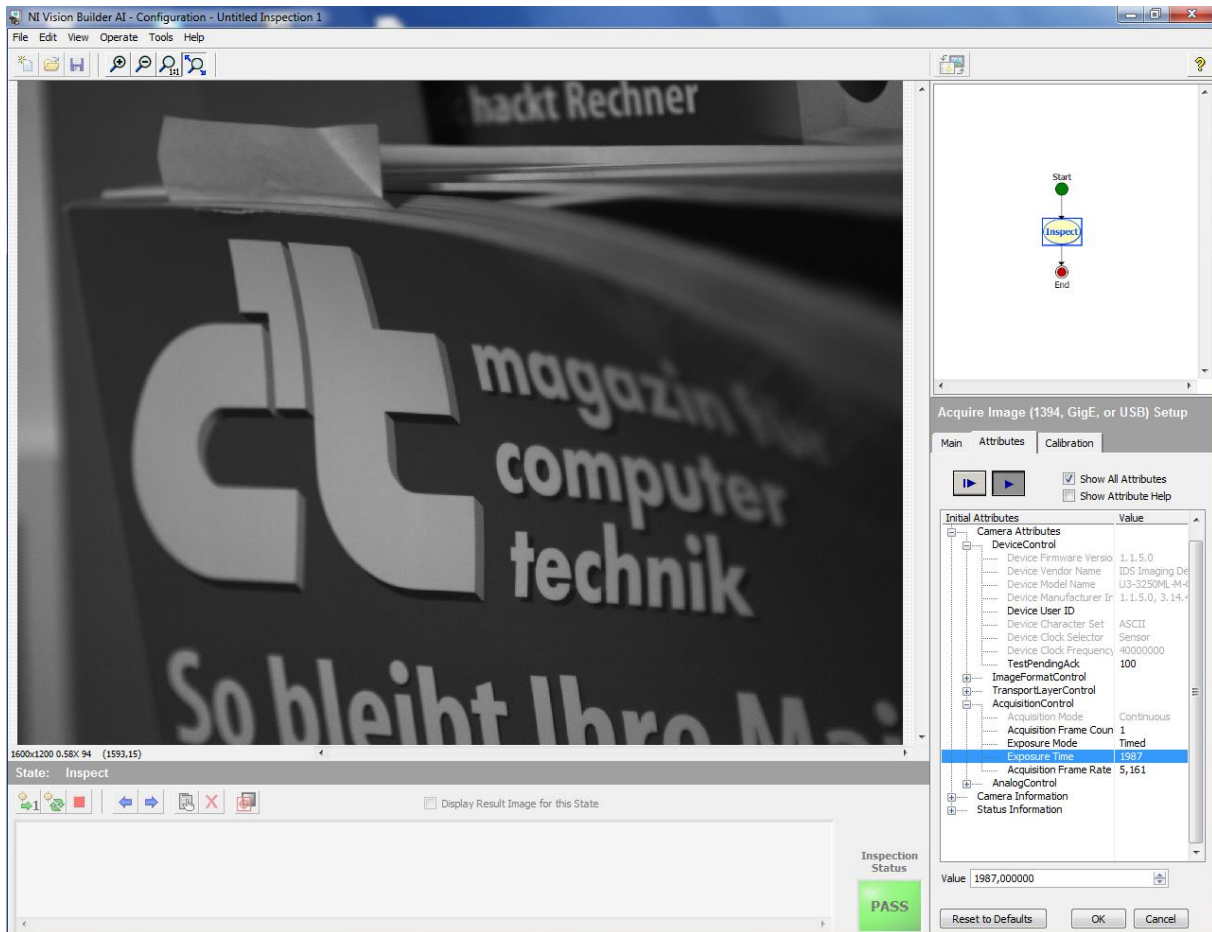 NI Vision Builder AI - Configuration - Untitled Inspection 1
File Edit View Operate Tools Help
1:1
hackt Rechner
c't
magazin für
computer
technik
So bleibt Ihre Mai
1600x1200 0.58X 94 (1593,15)
State: Inspect
1
Display Result Image for this State
Inspection
Status
PASS
Start
Inspect
End
Acquire Image (1394, GigE, or USB) Setup
Main Attributes Calibration
Show All Attributes
Show Attribute Help
Initial Attributes Value
Camera Attributes
DeviceControl
Device Firmware Versio 1.1.5.0
Device Vendor Name IDS Imaging De
Device Model Name U3-3250ML-M-
Device Manufacturer Ir 1.1.5.0, 3.14.
Device User ID
Device Character Set ASCII
Device Clock Selector Sensor
Device Clock Frequency 40000000
TestPendingAck 100
ImageFormatControl
TransportLayerControl
AcquisitionControl
Acquisition Mode Continuous
Acquisition Frame Coun 1
Exposure Mode Timed
Exposure Time 1987
Acquisition Frame Rate 5,161
AnalogControl
Camera Information
Status Information
Value 1987,000000
Reset to Defaults OK Cancel